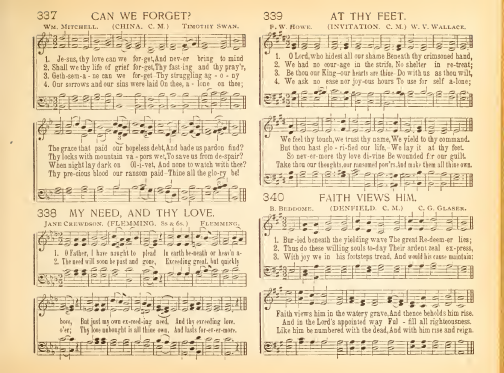 337 CAN WE FORGET?
WM. MITCHELL. (CHINA, C. M.) TIMOTHY SWAN.
1. Je-sus, thy love can we for-get, And nev-er bring to mind
2. Shall we thy life of grief for-get, Thy fast-ing and thy pray'r,
3. Geth-sem-a-ne can we for-get Thy struggling ag-o-ny
4. Our sorrows and our sins were laid On thee, a-lone on thee;
The grace that paid our hopeless debt, And bade us pardon find?
Thy locks with mountain va-pors wet, To save us from de-spair?
When night lay dark on Ol-i-vet, And none to watch with thee?
Thy pre-cious blood our ransom paid- Thine all the glo-ry be!
338 MY NEED, AND THY LOVE.
JANE CREWDSON. (FLEMMING, 8s & 6s.) FLEMMING.
1. O Father, I have sought to find In earth be-neath or heav'n a-
2. The need will soon be past and gone, Exceeding great, but quickly
bove, But just my own ex-ceed-ing need, And thy exceeding love.
o'er; Thy love unbought is all thine own, And lasts for-ev-er-more.
339 AT THY FEET.
P. W. HOWE. (INVITATION. C. M.) W. V. WALLACE.
1. O Lord, who hidest all our shame Beneath thy crimsoned hand,
2. We had no cour-age in the strife, No shelter in re-treat;
3. Be thou our King—our hearts are thine Do with us as thou wilt,
4. We ask no ease nor joy-ous hours To use for self a-lone;
We feel thy touch, we trust thy name, We yield to thy command.
But thou hast glo-ri-fied our life, We lay it at thy feet.
So nev-er-more thy love di-vine Be wounded for our guilt.
Take thou our thoughts, our ransomed pow'rs, And make them all thine own.
340 FAITH VIEWS HIM.
B. BEDDOME. (DENFIELD, C. M.) C. G. GLASER.
1. Bur-ied beneath the yielding wave The great Re-deem-er lies;
2. Thus do these willing souls to-day Their ardent zeal ex-press,
3. With joy we in his footsteps tread, And would his cause maintain;
Faith views him in the watery grave, And thence beholds him rise.
And in the Lord's appointed way Ful-fill all righteousness.
Like him be numbered with the dead, And with him rise and reign.